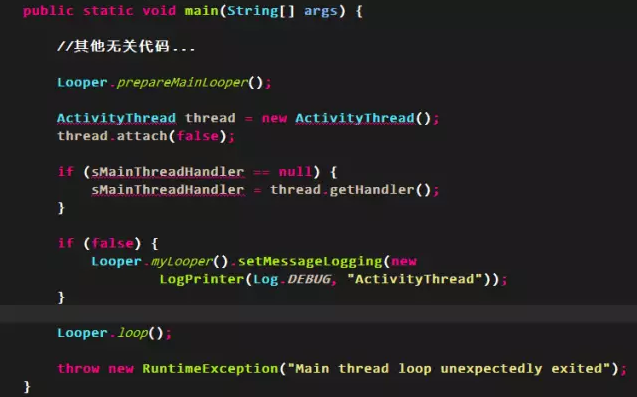 public static void main(String[] args) {
//其他无关代码...
Looper.prepareMainLooper();
ActivityThread thread = new ActivityThread();
thread.attach(false);
if (sMainThreadHandler == null) {
sMainThreadHandler = thread.getHandler();
}
if (false) {
Looper.myLooper().setMessageLogging(new
LogPrinter(Log.DEBUG, "ActivityThread"));
}
Looper.loop();
throw new RuntimeException("Main thread loop unexpectedly exited");
}